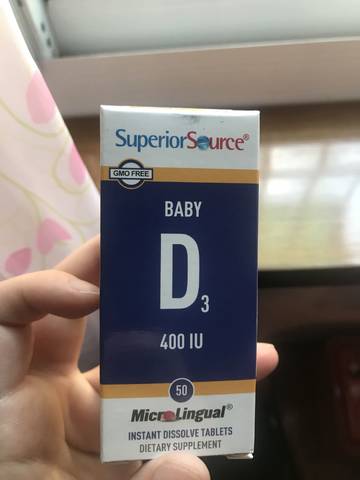 SuperiorSource®
GMO FREE
BABY
D3
400 IU
50
MicroLingual®
INSTANT DISSOLVE TABLETS
DIETARY SUPPLEMENT